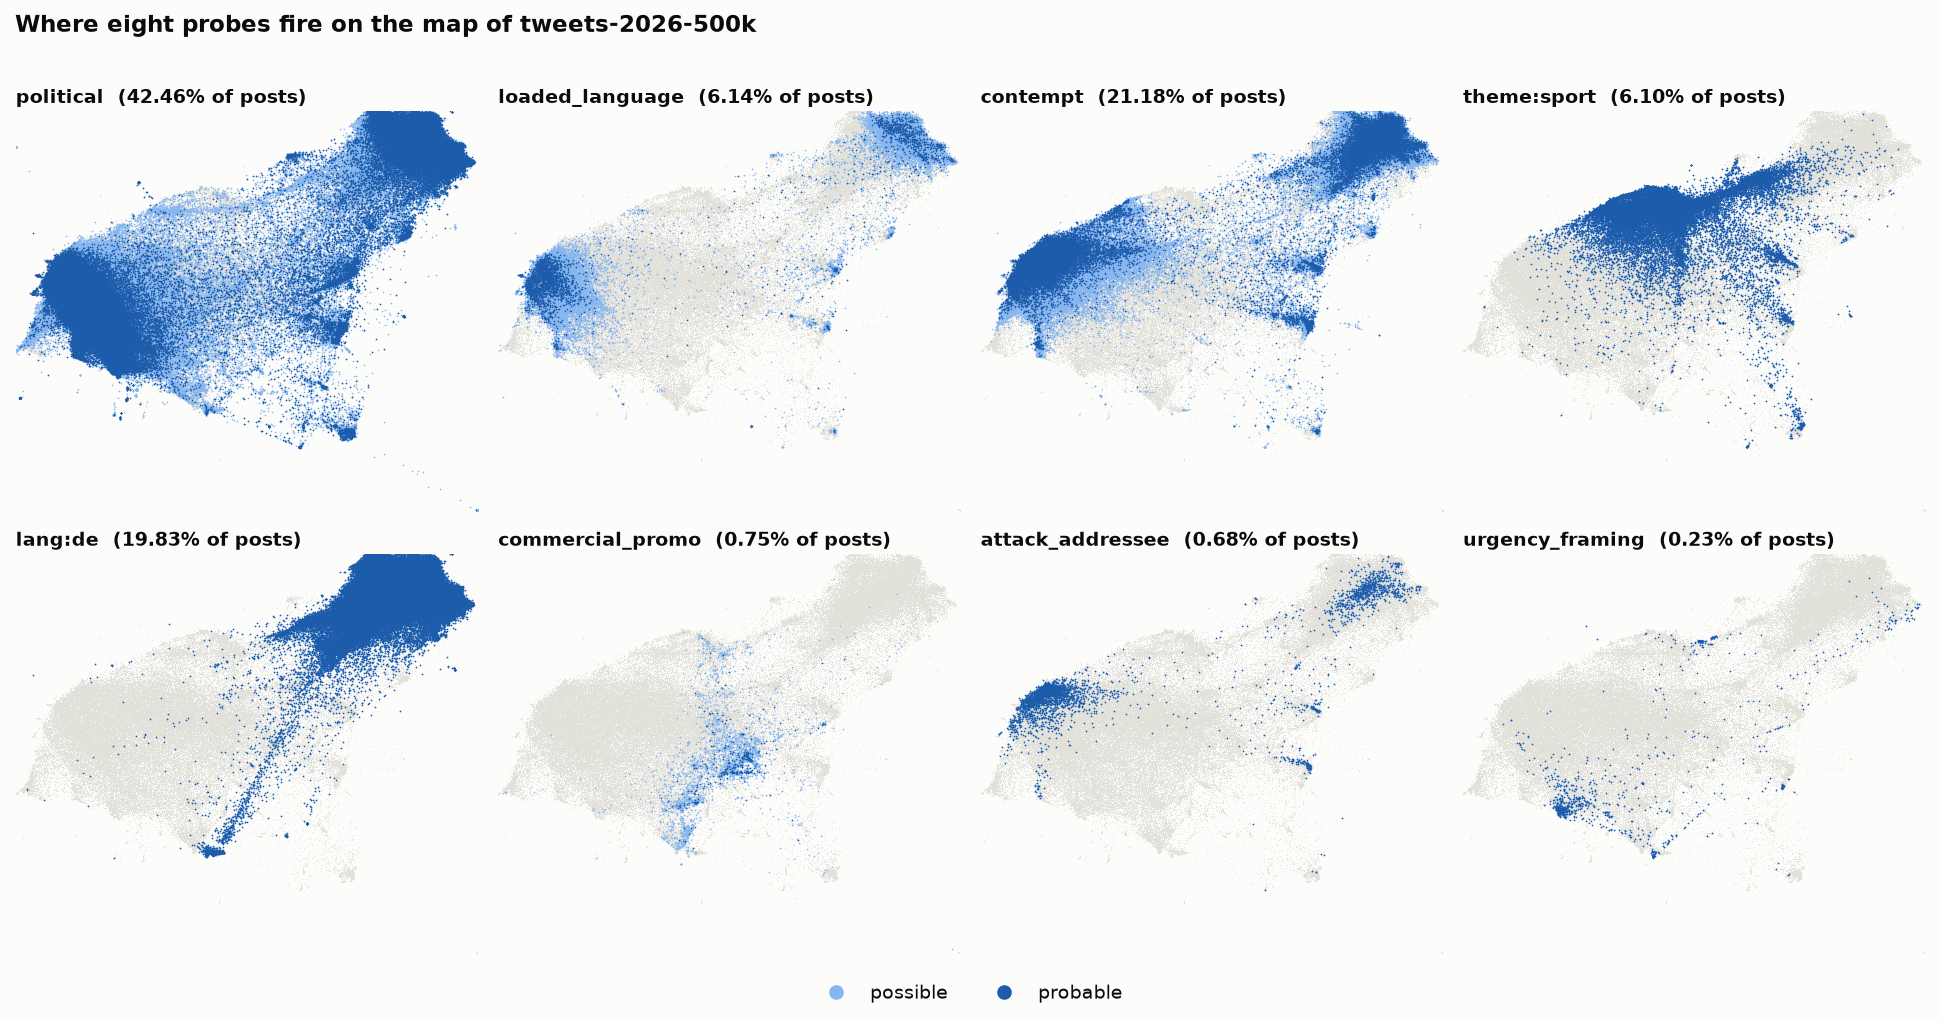 Where eight probes fire on the map of tweets-2026-500k
political (42.46% of posts)
loaded_language (6.14% of posts)
contempt (21.18% of posts)
theme:sport (6.10% of posts)
lang:de (19.83% of posts)
commercial_promo (0.75% of posts)
attack_addressee (0.68% of posts)
urgency_framing (0.23% of posts)
possible
probable